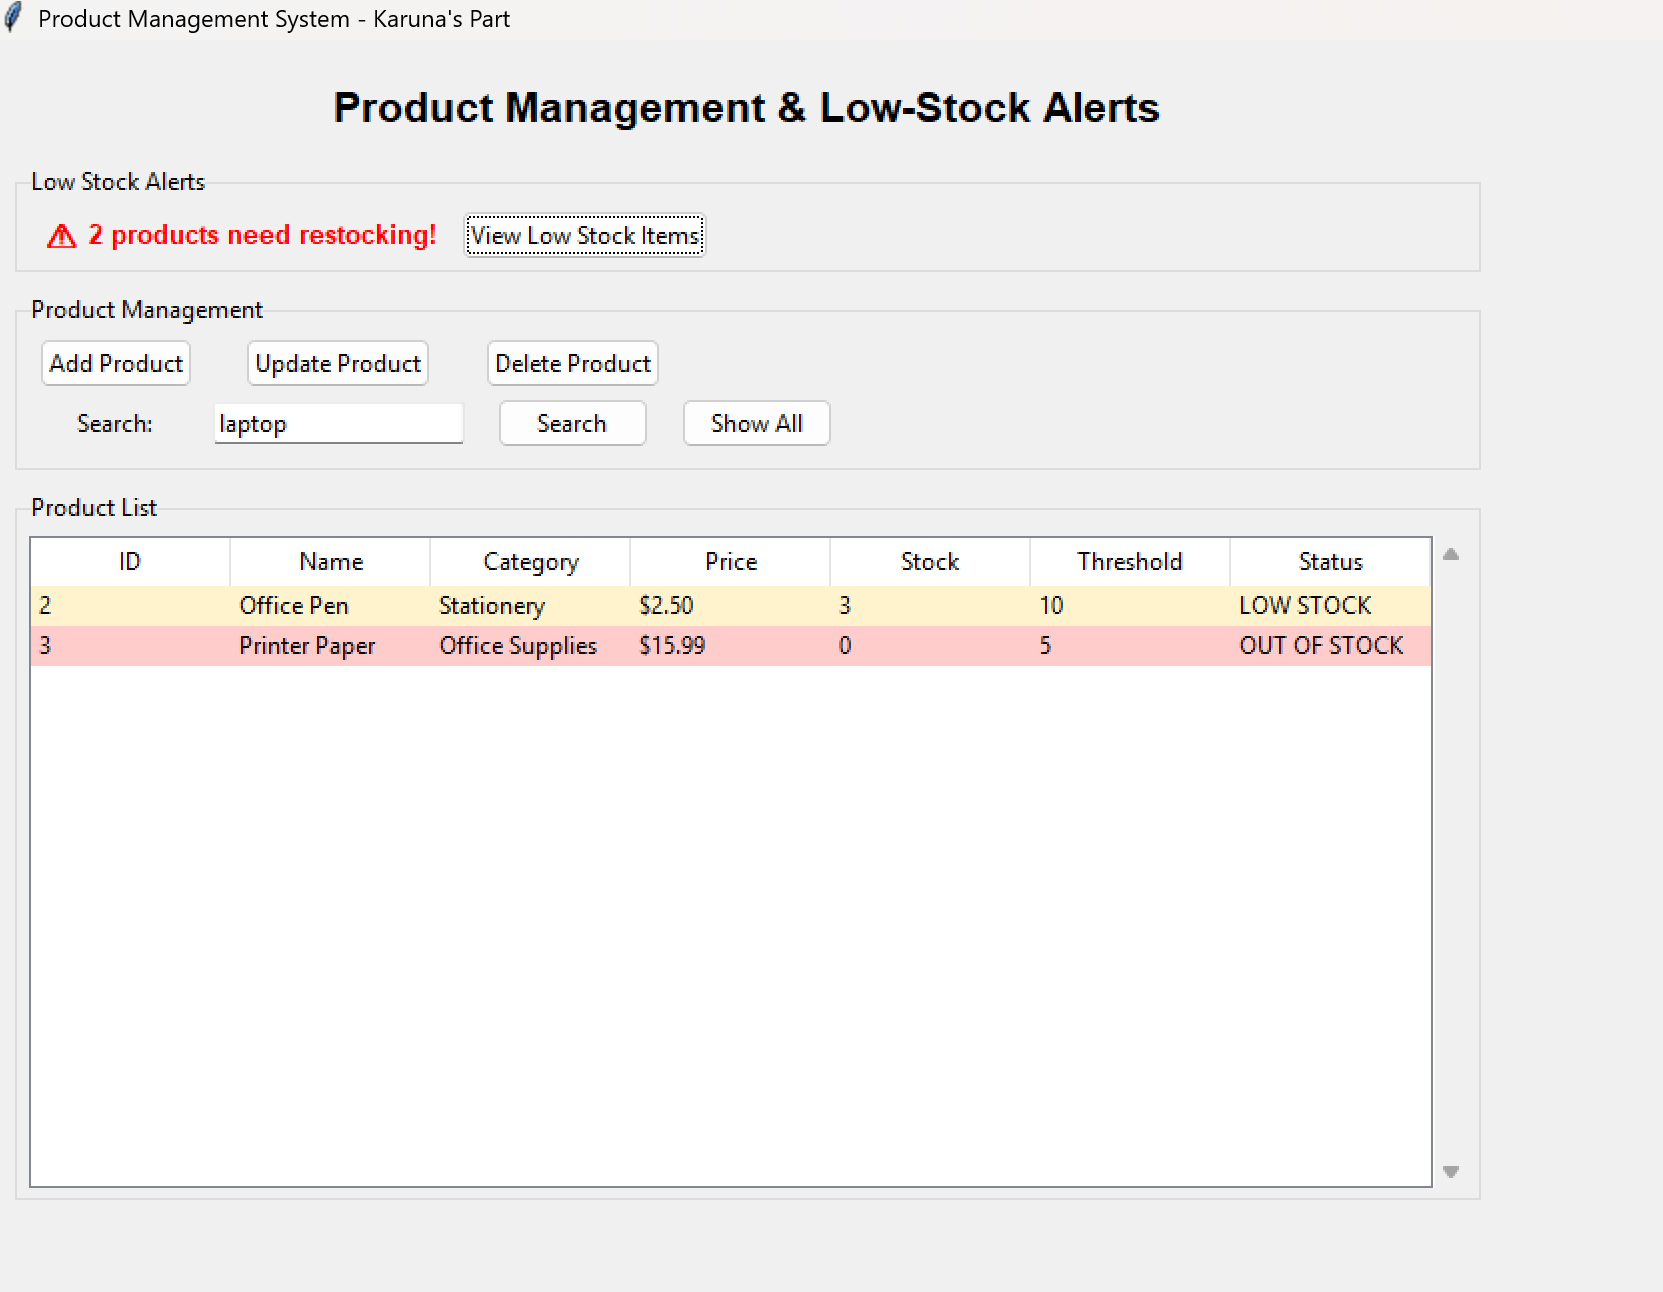 Product Management System - Karuna's Part
Product Management & Low-Stock Alerts
Low Stock Alerts
⚠ 2 products need restocking! View Low Stock Items
Product Management
Add Product Update Product Delete Product
Search: laptop Search Show All
Product List
ID Name Category Price Stock Threshold Status
2 Office Pen Stationery $2.50 3 10 LOW STOCK
3 Printer Paper Office Supplies $15.99 0 5 OUT OF STOCK